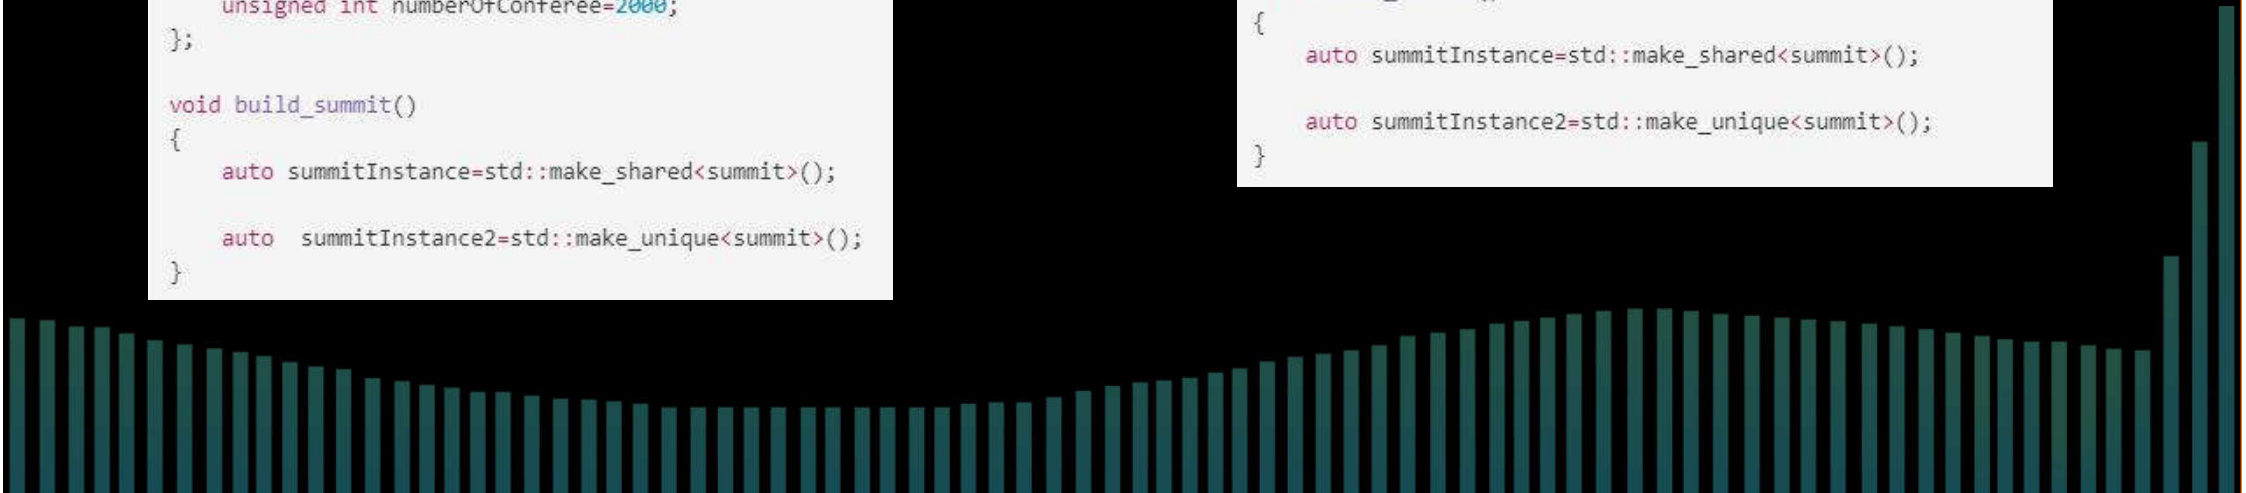 unsigned int numberOfConferee=2000;
};
void build_summit()
{
auto summitInstance=std::make_shared<summit>();
auto  summitInstance2=std::make_unique<summit>();
}
{
auto summitInstance=std::make_shared<summit>();
auto summitInstance2=std::make_unique<summit>();
}